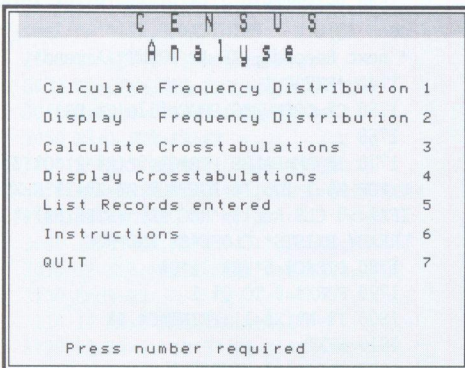 C E N S U S
A n a l y s e
Calculate Frequency Distribution 1
Display Frequency Distribution 2
Calculate Crosstabulations 3
Display Crosstabulations 4
List Records entered 5
Instructions 6
QUIT 7
Press number required